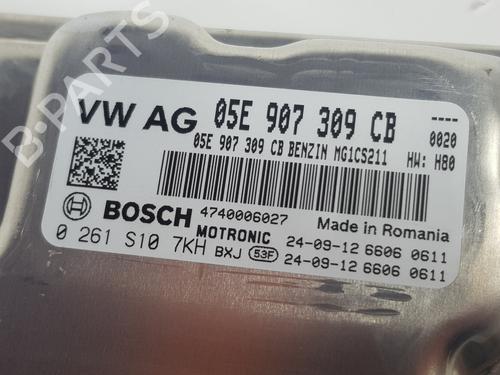 B-PARTS
VW AG 05E 907 309 CB ----
0020
05E 907 309 CB BENZIN MG1CS211 HW: H80
BOSCH 4740006027 Made in Romania
MOTRONIC 24-09-12 6606 0611
0 261 S10 7KH BXJ 53F 24-09-12 6606 0611